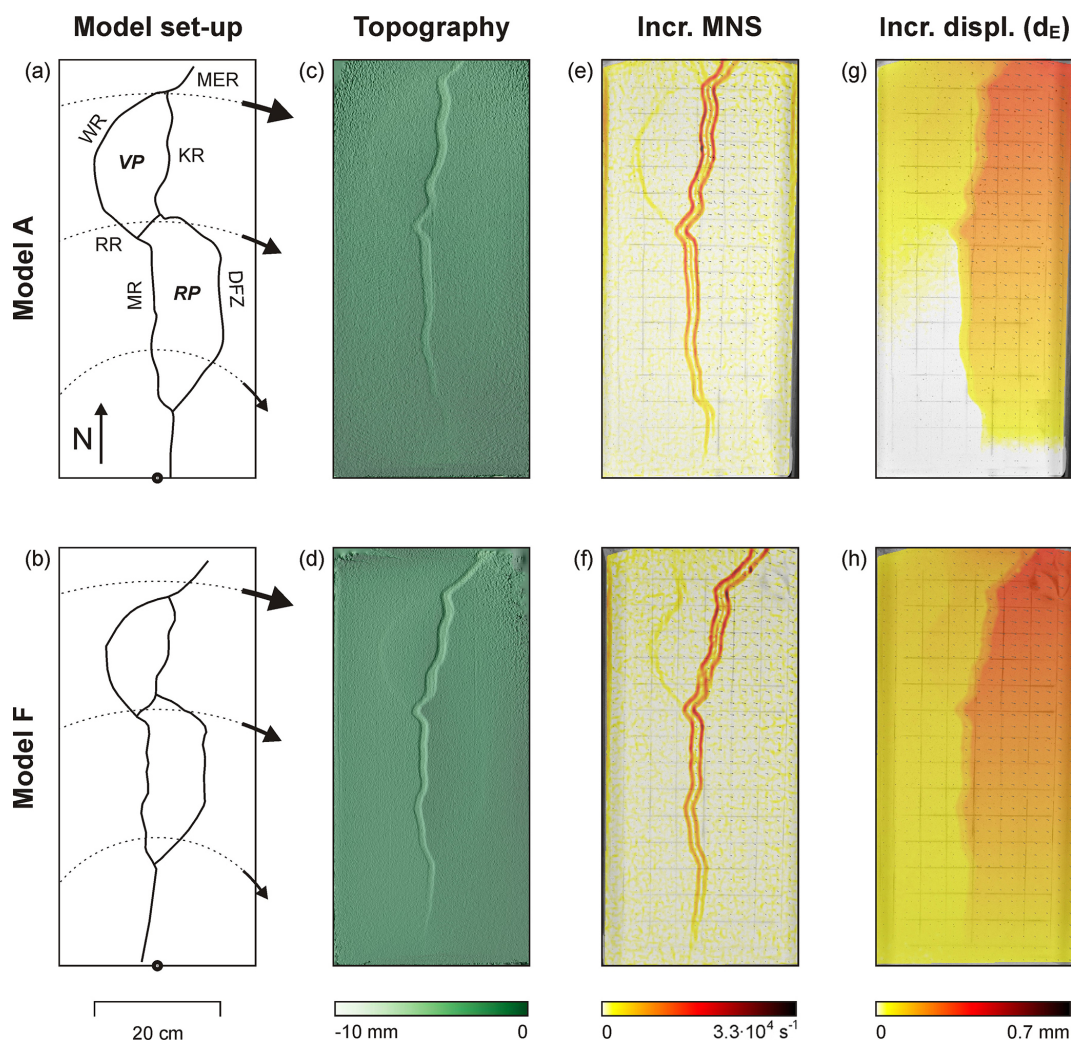 Model set-up
Topography
Incr. MNS
Incr. displ. (dE)
Model A
(a)
MER
WR
VP
KR
RR
MR
RP
DFZ
N
(c)
(e)
(g)
Model F
(b)
(d)
(f)
(h)
20 cm
-10 mm 0
0 3.3·10⁴ s⁻¹
0 0.7 mm